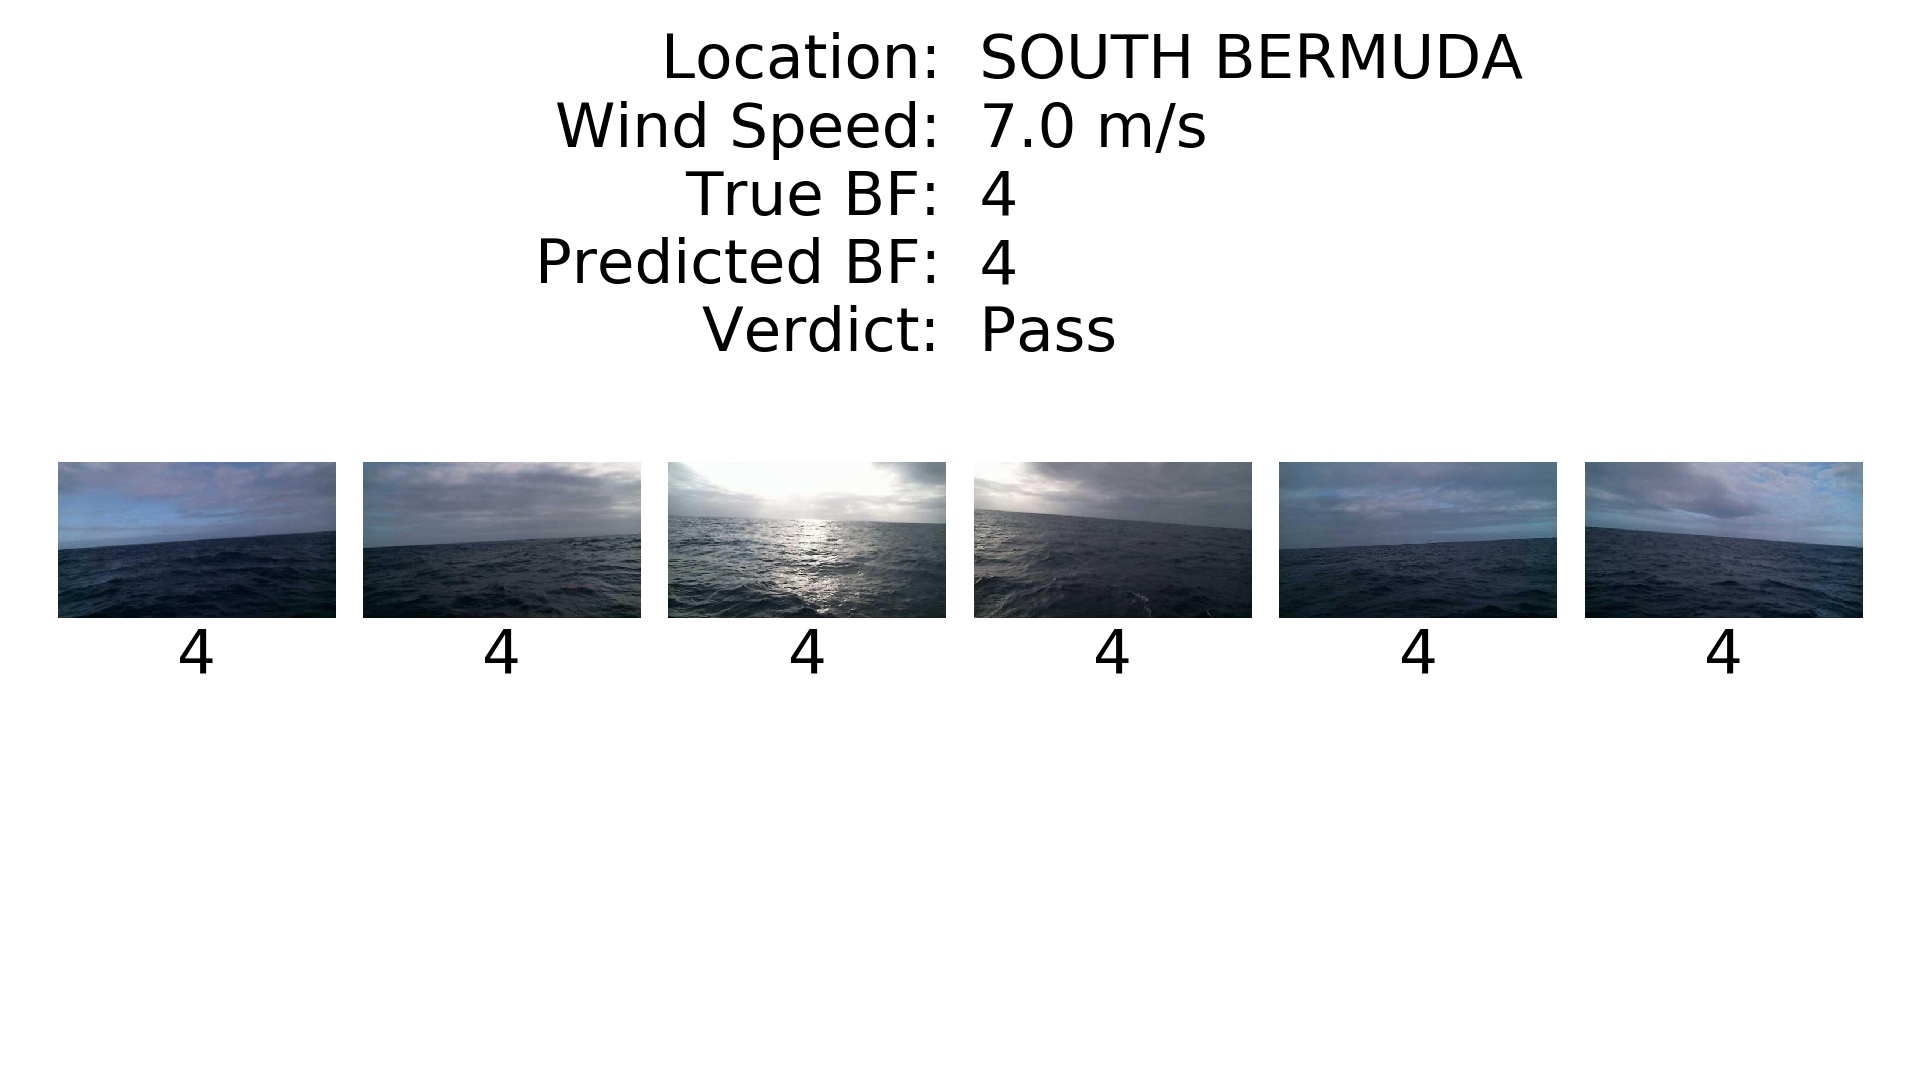 Location: SOUTH BERMUDA
Wind Speed: 7.0 m/s
True BF: 4
Predicted BF: 4
Verdict: Pass
4 4 4 4 4 4